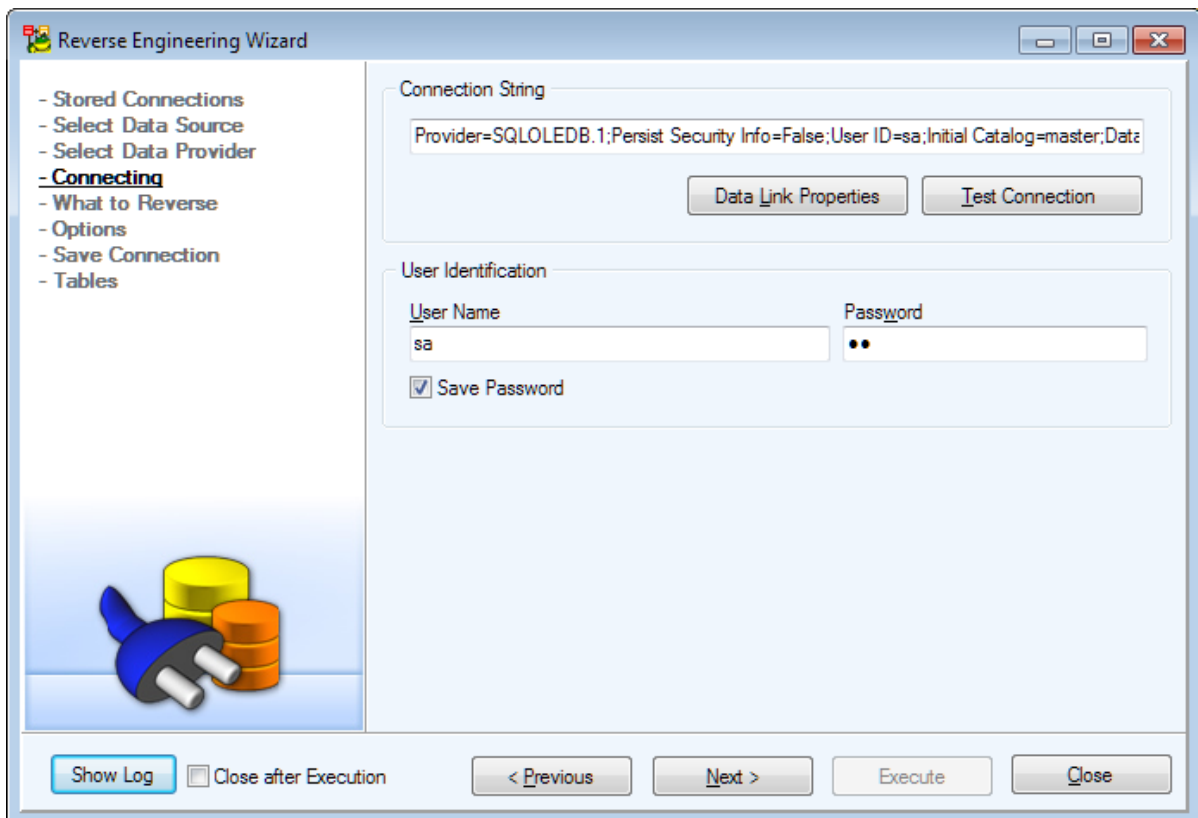 Reverse Engineering Wizard
- Stored Connections
- Select Data Source
- Select Data Provider
- Connecting
- What to Reverse
- Options
- Save Connection
- Tables
Connection String
Provider=SQLOLEDB.1;Persist Security Info=False;User ID=sa;Initial Catalog=master;Data
Data Link Properties
Test Connection
User Identification
User Name
Password
sa
••
Save Password
Show Log
Close after Execution
< Previous
Next >
Execute
Close